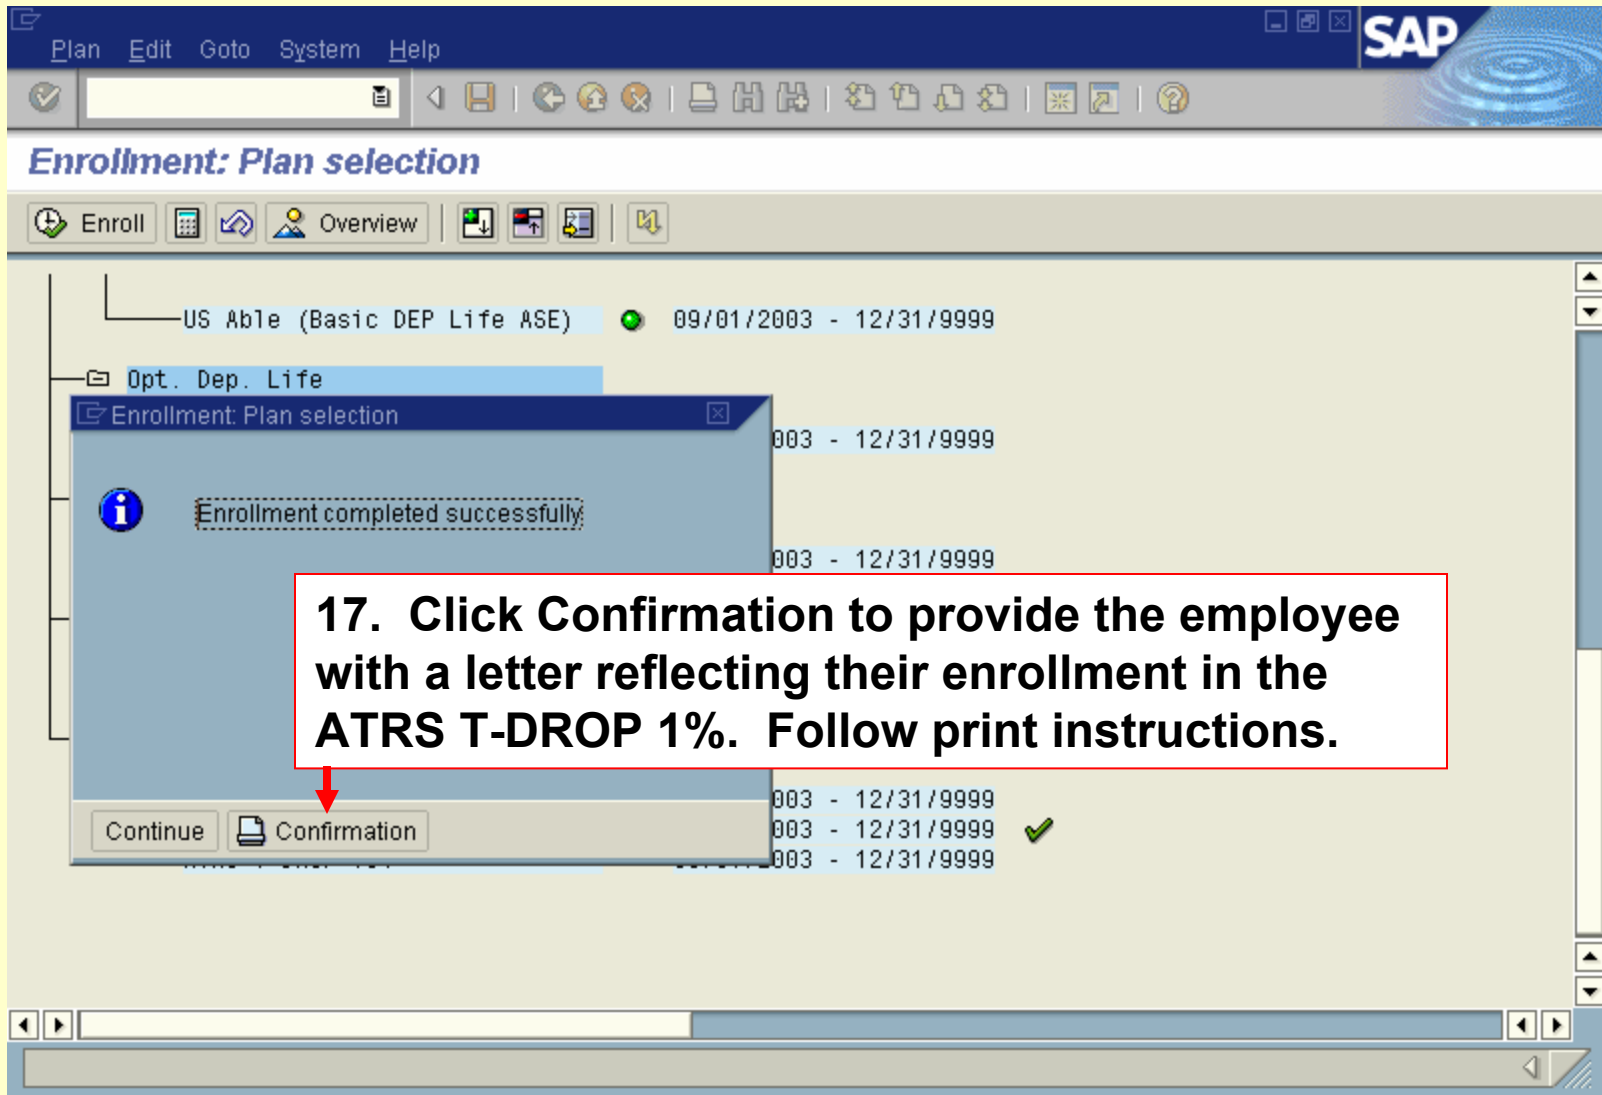 Plan Edit Goto System Help
SAP
Enrollment: Plan selection
Enroll Overview
US Able (Basic DEP Life ASE) 09/01/2003 - 12/31/9999
Opt. Dep. Life
Enrollment: Plan selection
003 - 12/31/9999
Enrollment completed successfully
003 - 12/31/9999
17. Click Confirmation to provide the employee
with a letter reflecting their enrollment in the
ATRS T-DROP 1%. Follow print instructions.
003 - 12/31/9999
Continue Confirmation
003 - 12/31/9999
003 - 12/31/9999